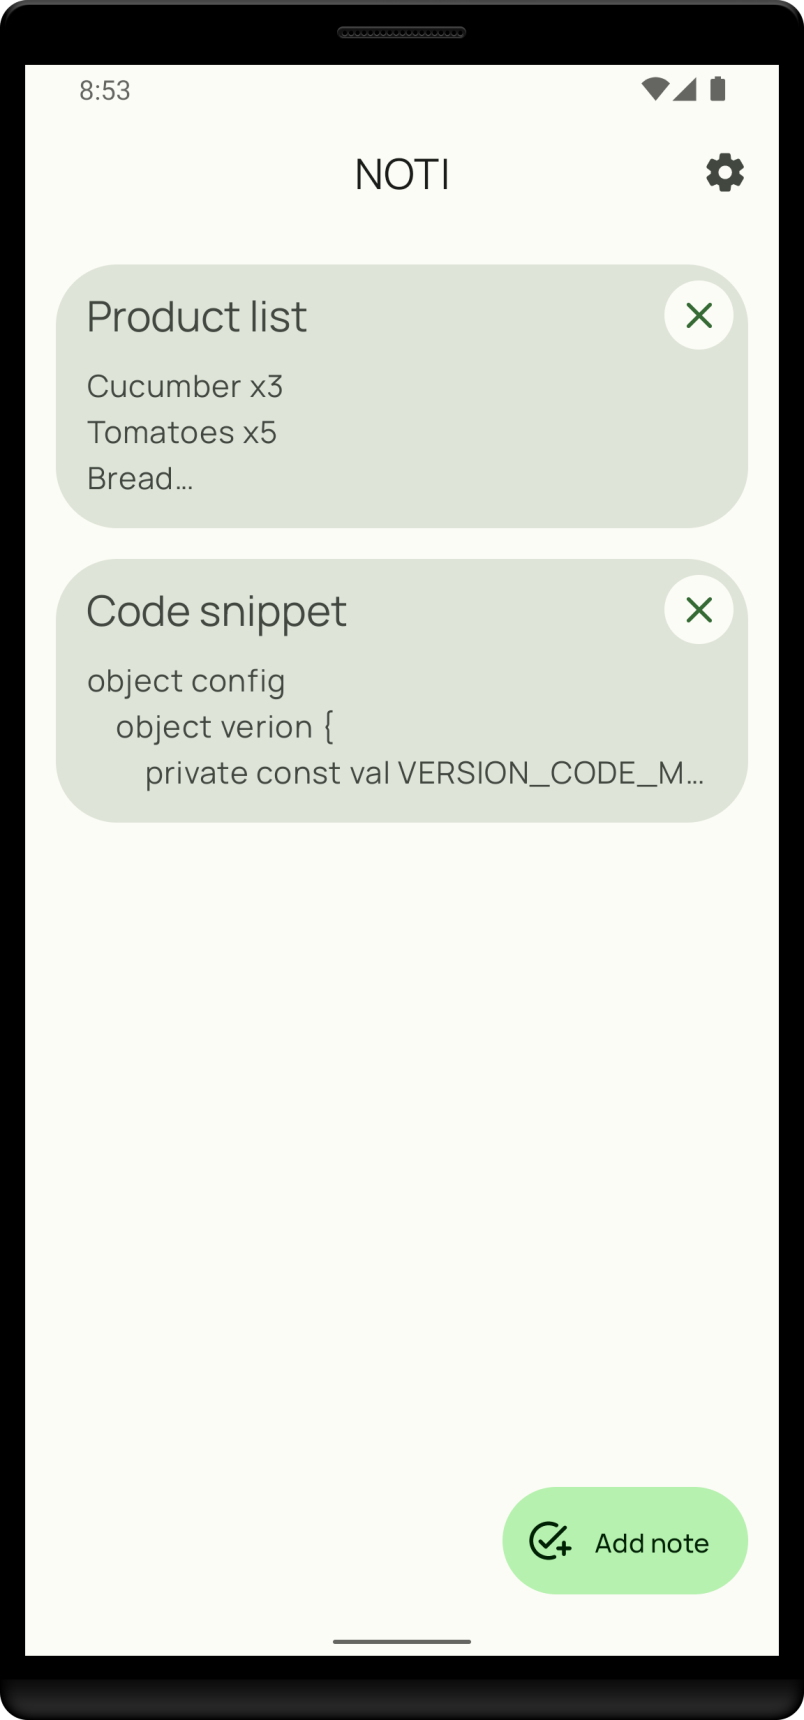 8:53
NOTI
Product list
Cucumber x3
Tomatoes x5
Bread...
Code snippet
object config
object verion {
private const val VERSION_CODE_M...
Add note